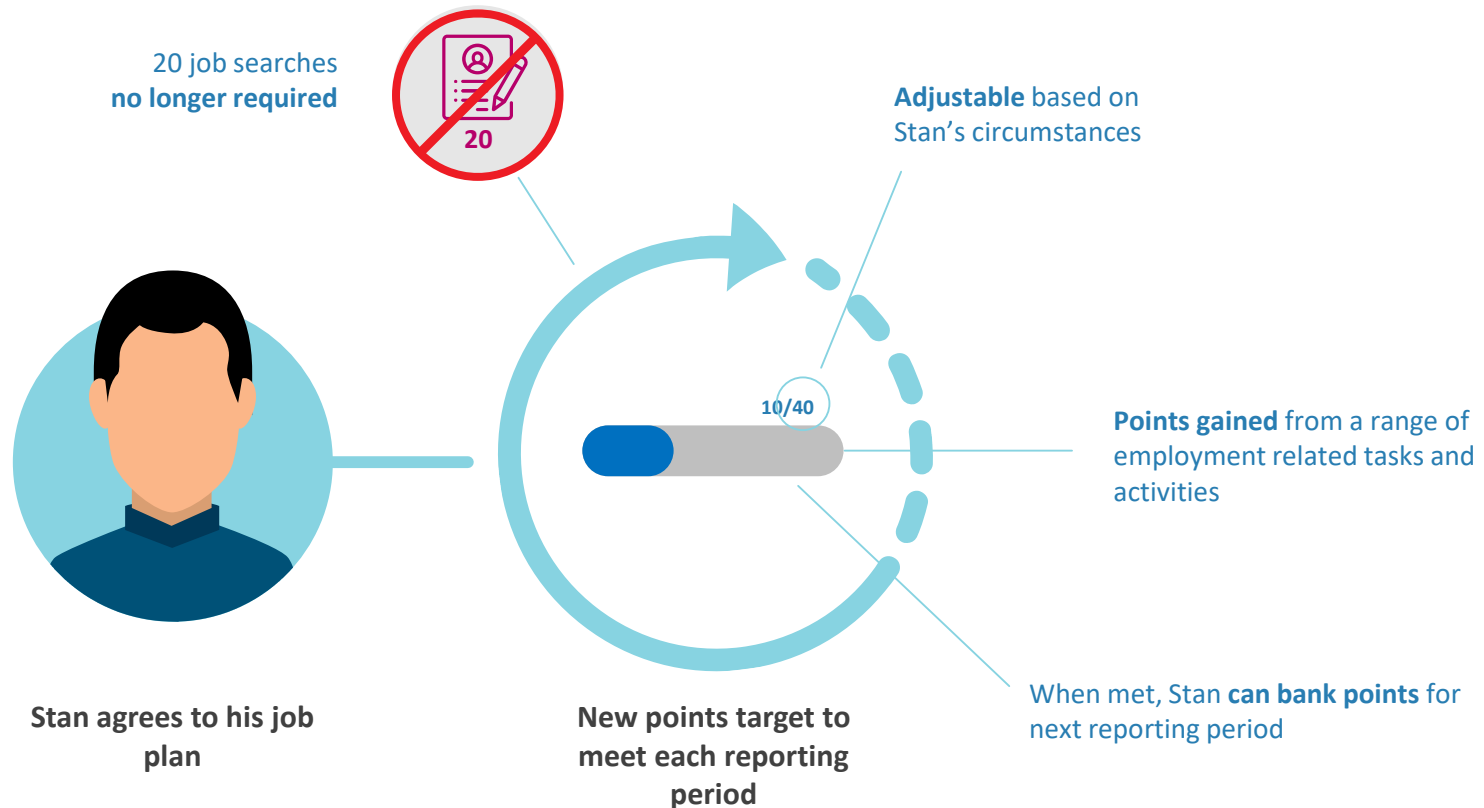 20 job searches
no longer required
20
Adjustable based on
Stan’s circumstances
10/40
Points gained from a range of
employment related tasks and
activities
When met, Stan can bank points for
next reporting period
Stan agrees to his job
plan
New points target to
meet each reporting
period